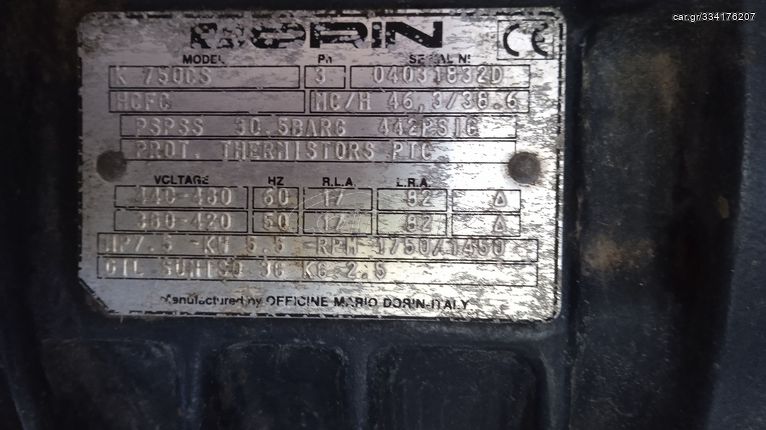 car.gr/334176207
DORIN CE
MODEL Ph SERIAL N!
K 750CS 3 04031832D
HCFC MC/H 46,3/38.6
PSPSS 30.5BARG 442PSIG
PROT THERMISTORS PTC
VOLTAGE HZ R.L.A. L.R.A.
440-480 60 17 82 Δ
380-420 50 17 82 Δ
HP7.5 -KW 5.5 -RPM 1750/1450
OIL SUNISO 3G KG 2.5
Manufactured by OFFICINE MARIO DORIN-ITALY